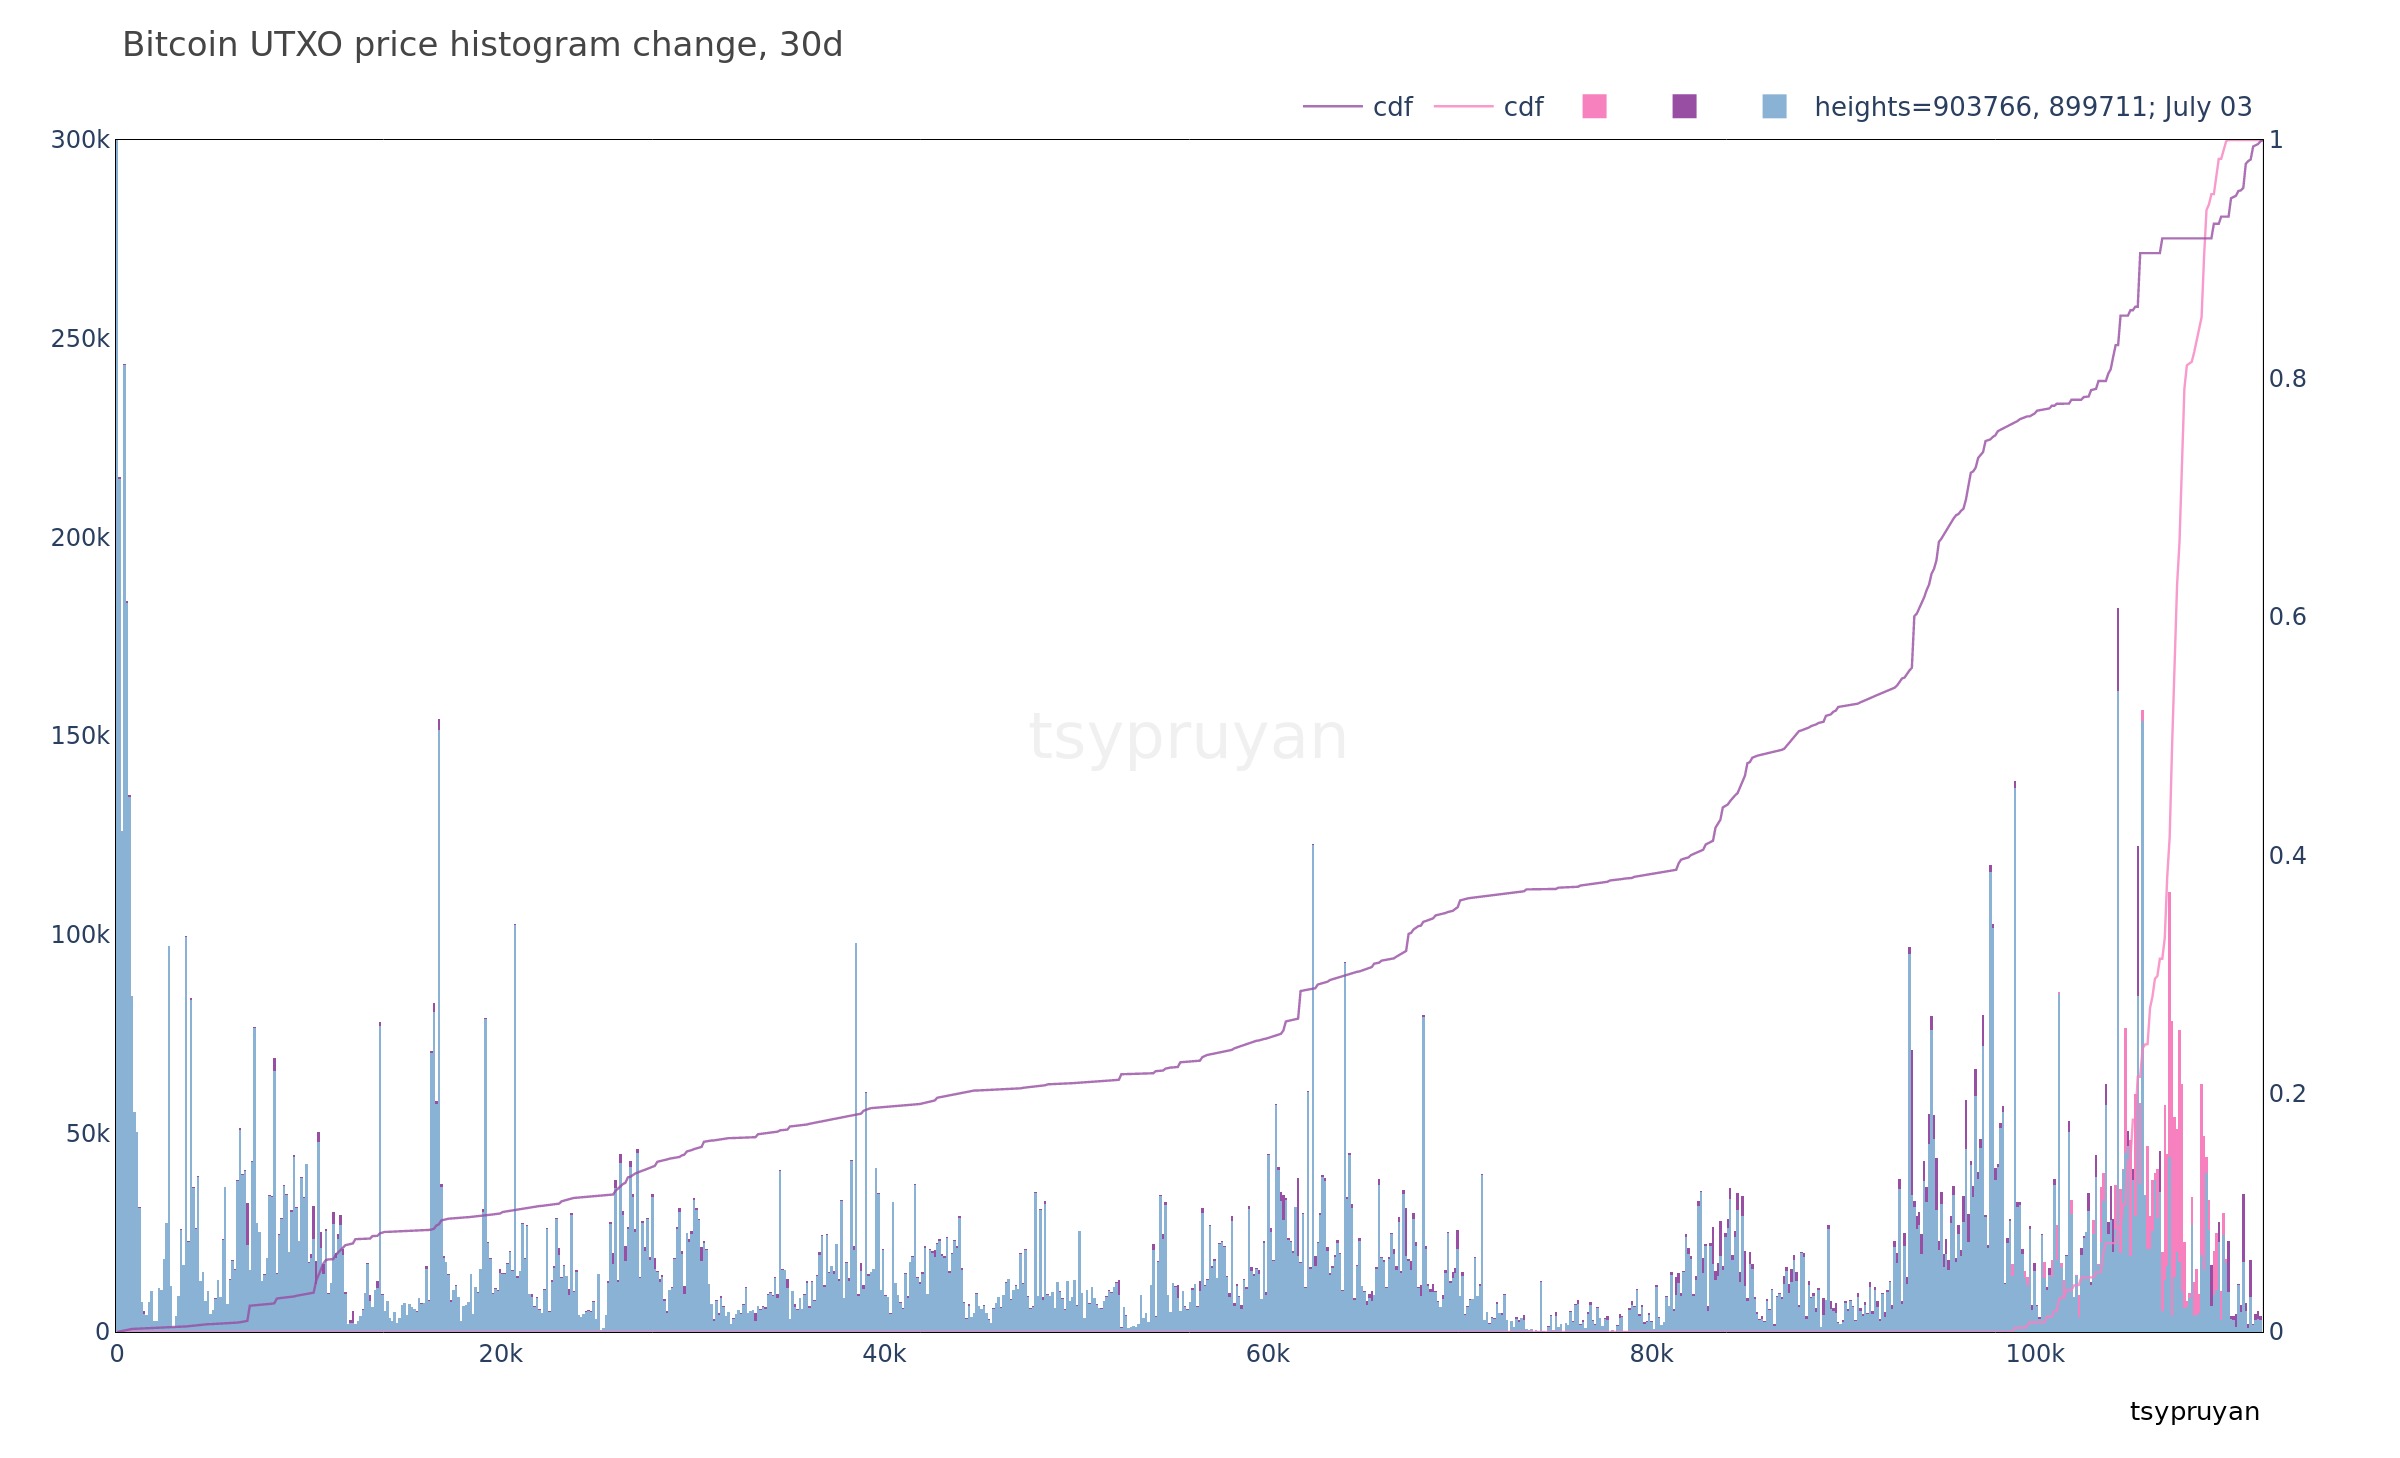 Bitcoin UTXO price histogram change, 30d
cdf cdf heights=903766, 899711; July 03
300k 1
250k
0.8
200k
0.6
150k
tsypruyan
0.4
100k
0.2
50k
0 0
0 20k 40k 60k 80k 100k
tsypruyan